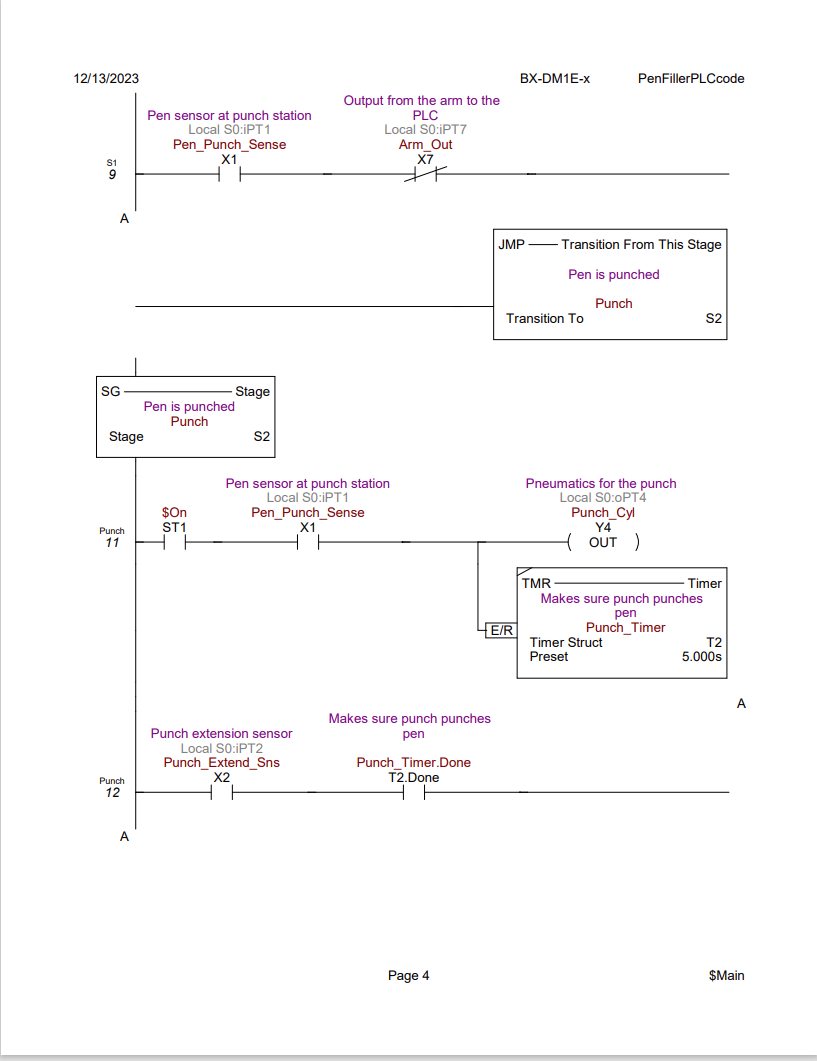 12/13/2023 BX-DM1E-x PenFillerPLCcode
Output from the arm to the
Pen sensor at punch station PLC
Local S0:iPT1 Local S0:iPT7
Pen_Punch_Sense Arm_Out
X1 X7
S1
9
A
JMP Transition From This Stage
Pen is punched
Punch
Transition To S2
SG Stage
Pen is punched
Punch
Stage S2
Pen sensor at punch station Pneumatics for the punch
Local S0:iPT1 Local S0:oPT4
$On Pen_Punch_Sense Punch_Cyl
ST1 X1 Y4
Punch
11 ( OUT )
TMR Timer
Makes sure punch punches
pen
E/R Punch_Timer
Timer Struct T2
Preset 5.000s
A
Makes sure punch punches
Punch extension sensor pen
Local S0:iPT2
Punch_Extend_Sns Punch_Timer.Done
X2 T2.Done
Punch
12
A
Page 4 $Main